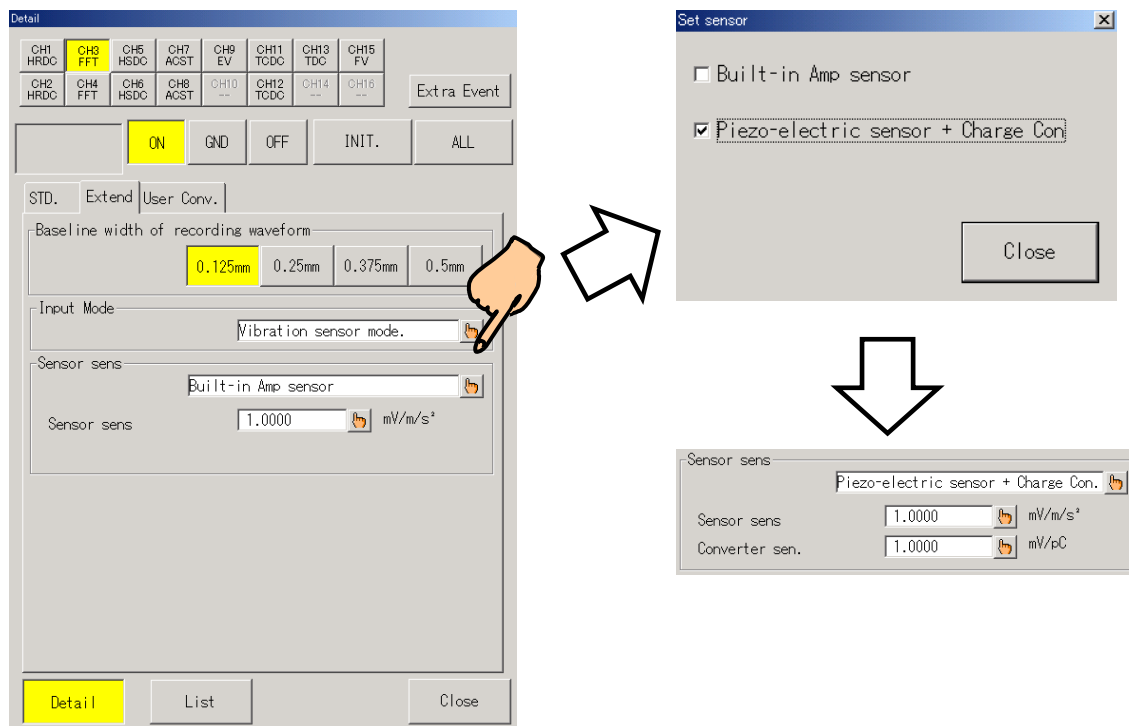 Detail
CH1 CH3 CH5 CH7 CH9 CH11 CH13 CH15
HRDC FFT HSDC ACST EV TCDC TDC FV
CH2 CH4 CH6 CH8 CH10 CH12 CH14 CH16
HRDC FFT HSDC ACST -- TCDC -- --
Extra Event
ON GND OFF INIT. ALL
STD. Extend User Conv.
Baseline width of recording waveform
0.125mm 0.25mm 0.375mm 0.5mm
Input Mode
Vibration sensor mode.
Sensor sens
Built-in Amp sensor
Sensor sens 1.0000 mV/m/s²
Detail List Close
Set sensor
Built-in Amp sensor
Piezo-electric sensor + Charge Con
Close
Sensor sens
Piezo-electric sensor + Charge Con.
Sensor sens 1.0000 mV/m/s²
Converter sen. 1.0000 mV/pC